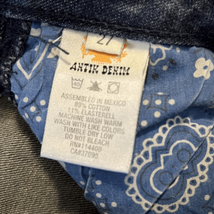 27
ANTIK DENIM
ASSEMBLED IN MEXICO
89% COTTON
11% ELASTERELL
MACHINE WASH WARM
WASH WITH LIKE COLORS
TUMBLE DRY LOW
DO NOT BLEACH
RN#114400
CA#32095